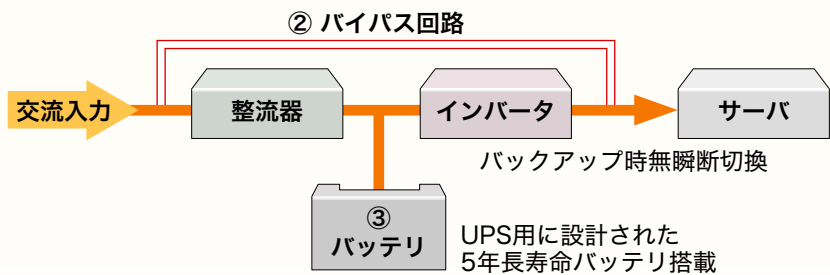 ② バイパス回路
交流入力
整流器
インバータ
サーバ
バックアップ時無瞬断切換
③
バッテリ
UPS用に設計された
5年長寿命バッテリ搭載